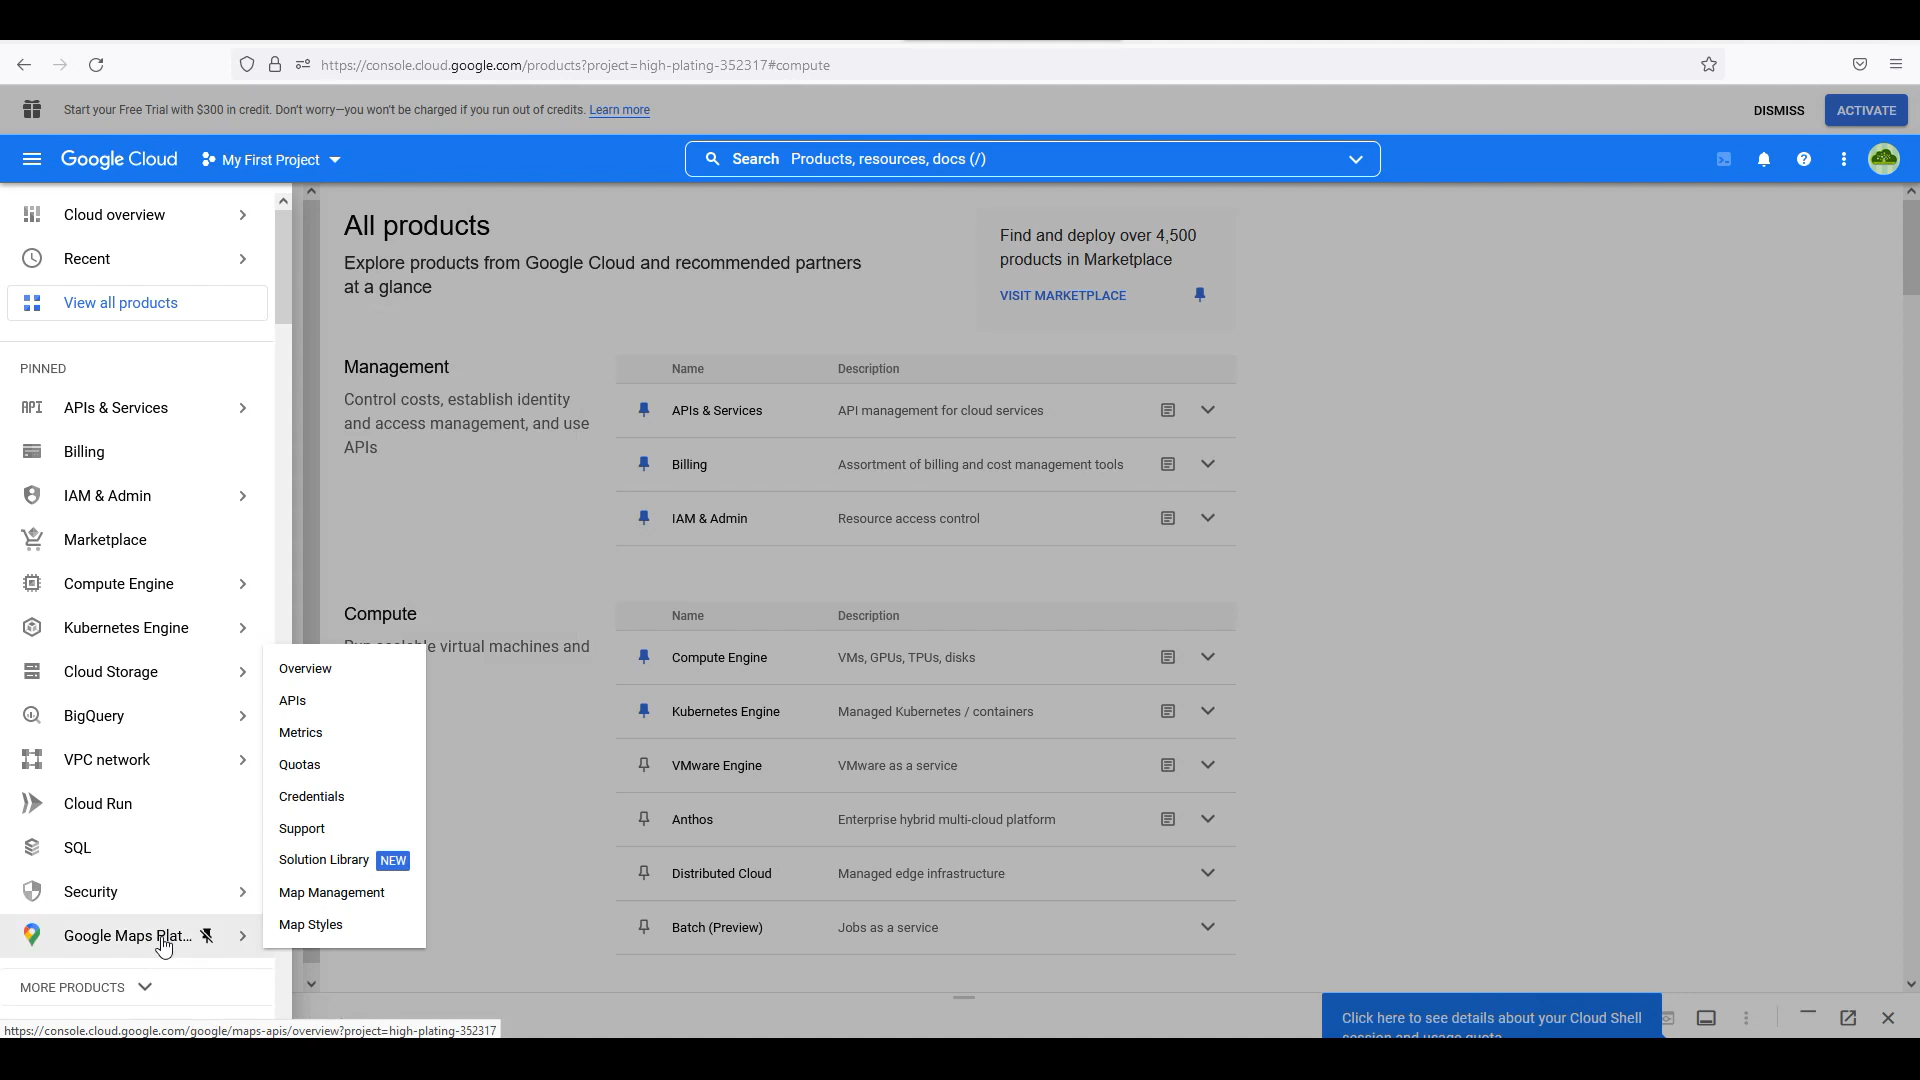 https://console.cloud.google.com/products?project=high-plating-352317#compute
Start your Free Trial with $300 in credit. Don't worry—you won't be charged if you run out of credits. Learn more
DISMISS
ACTIVATE
Google Cloud
My First Project
Search Products, resources, docs (/)
Cloud overview
Recent
View all products
PINNED
API APIs & Services
Billing
IAM & Admin
Marketplace
Compute Engine
Kubernetes Engine
Cloud Storage
BigQuery
VPC network
Cloud Run
SQL
Security
Google Maps Plat...
MORE PRODUCTS
Overview
APIs
Metrics
Quotas
Credentials
Support
Solution Library NEW
Map Management
Map Styles
All products
Explore products from Google Cloud and recommended partners
at a glance
Find and deploy over 4,500
products in Marketplace
VISIT MARKETPLACE
Management
Control costs, establish identity
and access management, and use
APIs
Name Description
APIs & Services API management for cloud services
Billing Assortment of billing and cost management tools
IAM & Admin Resource access control
Compute
virtual machines and
Name Description
Compute Engine VMs, GPUs, TPUs, disks
Kubernetes Engine Managed Kubernetes / containers
VMware Engine VMware as a service
Anthos Enterprise hybrid multi-cloud platform
Distributed Cloud Managed edge infrastructure
Batch (Preview) Jobs as a service
Click here to see details about your Cloud Shell
session and usage quota
https://console.cloud.google.com/google/maps-apis/overview?project=high-plating-352317